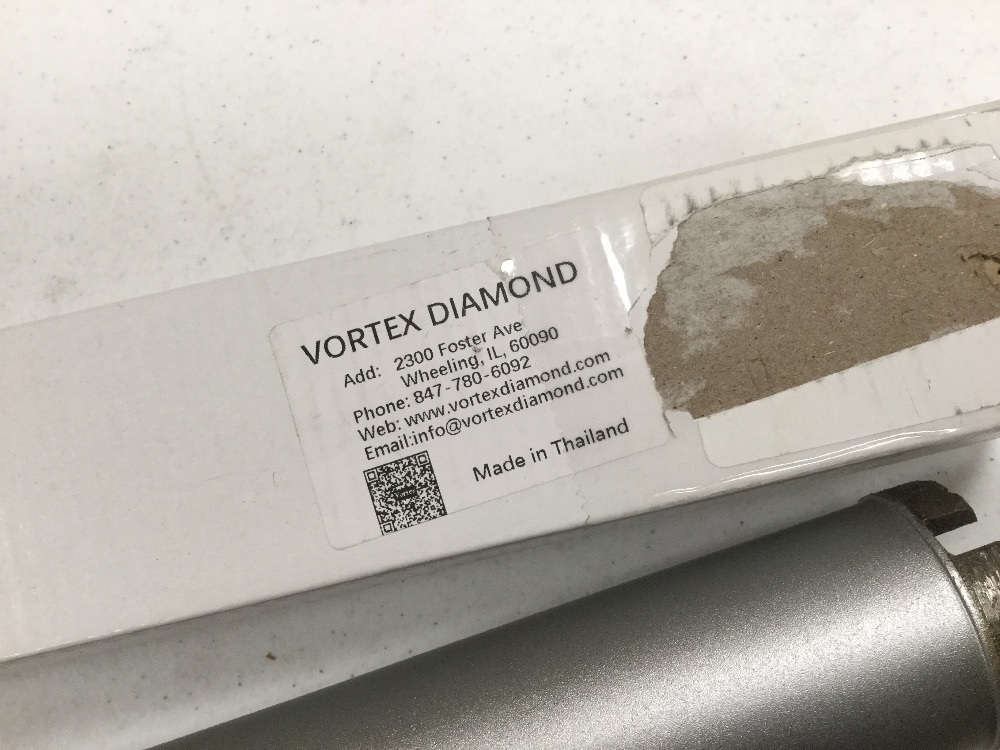 VORTEX DIAMOND
Add: 2300 Foster Ave
Wheeling, IL, 60090
Phone: 847-780-6092
Web: www.vortexdiamond.com
Email:info@vortexdiamond.com
Vortex
Made in Thailand